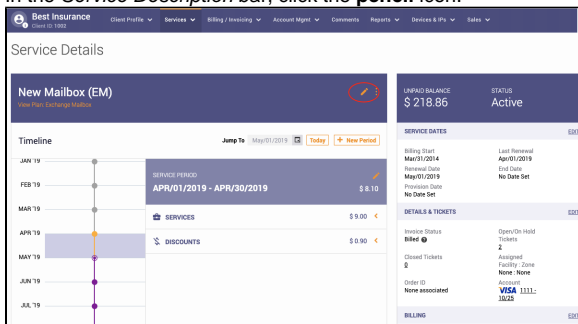 In the Service Description bar, click the pencil icon.
Best Insurance
Client ID: 1002
Client Profile
Services
Billing / Invoicing
Account Mgmt
Comments
Reports
Devices & IPs
Sales
Service Details
New Mailbox (EM)
View Plan: Exchange Mailbox
Timeline
Jump To
May/01/2019
Today
+ New Period
JAN '19
FEB '19
MAR '19
APR '19
MAY '19
JUN '19
JUL '19
SERVICE PERIOD
APR/01/2019 - APR/30/2019
$ 8.10
SERVICES
$ 9.00
DISCOUNTS
$ 0.90
UNPAID BALANCE
$ 218.86
STATUS
Active
SERVICE DATES
EDIT
Billing Start
Mar/31/2014
Last Renewal
Apr/01/2019
Renewal Date
May/01/2019
End Date
No Date Set
Provision Date
No Date Set
DETAILS & TICKETS
EDIT
Invoice Status
Billed
Open/On Hold
Tickets
2
Closed Tickets
0
Assigned
Facility : Zone
None : None
Order ID
None associated
Account
VISA 1111 -
10/25
BILLING
EDIT